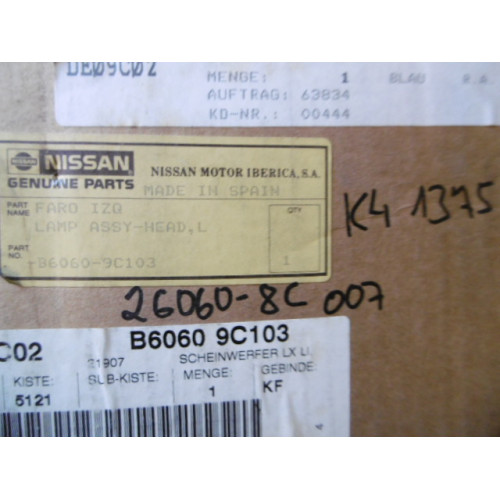 DE09C02
MENGE: 1 BLAU
AUFTRAG: 63834
KD-NR.: 00444
NISSAN
GENUINE PARTS
NISSAN MOTOR IBERICA, S.A.
MADE IN SPAIN
PART NAME FARO IZQ
LAMP ASSY-HEAD, L
QTY
PART NO. -B6060-9C103 1
K4 1375
26060-8C 007
B6060 9C103
C02 21907 SCHEINWERFER LX LI
KISTE: SUB-KISTE: MENGE: GEBINDE
5121 1 KF
4